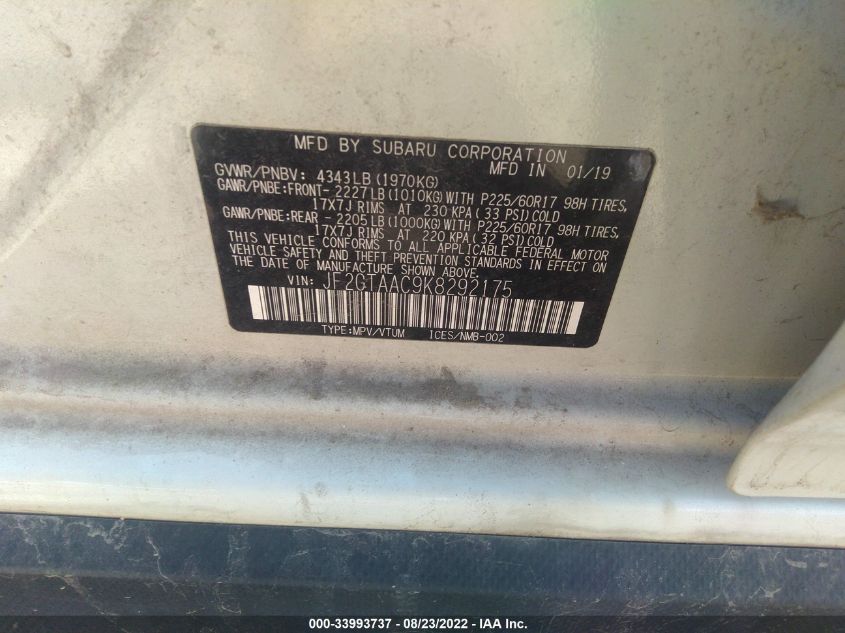 MFD BY SUBARU CORPORATION
MFD IN 01/19
GVWR/PNBV: 4343LB (1970KG)
GAWR/PNBE:FRONT- 2227LB (1010KG) WITH P225/60R17 98H TIRES,
17X7J RIMS AT 230 KPA (33 PSI) COLD
GAWR/PNBE:REAR - 2205LB (1000KG) WITH P225/60R17 98H TIRES,
17X7J RIMS AT 220 KPA (32 PSI) COLD
THIS VEHICLE CONFORMS TO ALL APPLICABLE FEDERAL MOTOR
VEHICLE SAFETY AND THEFT PREVENTION STANDARDS IN EFFECT ON
THE DATE OF MANUFACTURE SHOWN ABOVE.
VIN: JF2GTAAC9K8292175
TYPE:MPV/VTUM ICES/NMB-002
000-33993737 - 08/23/2022 - IAA Inc.